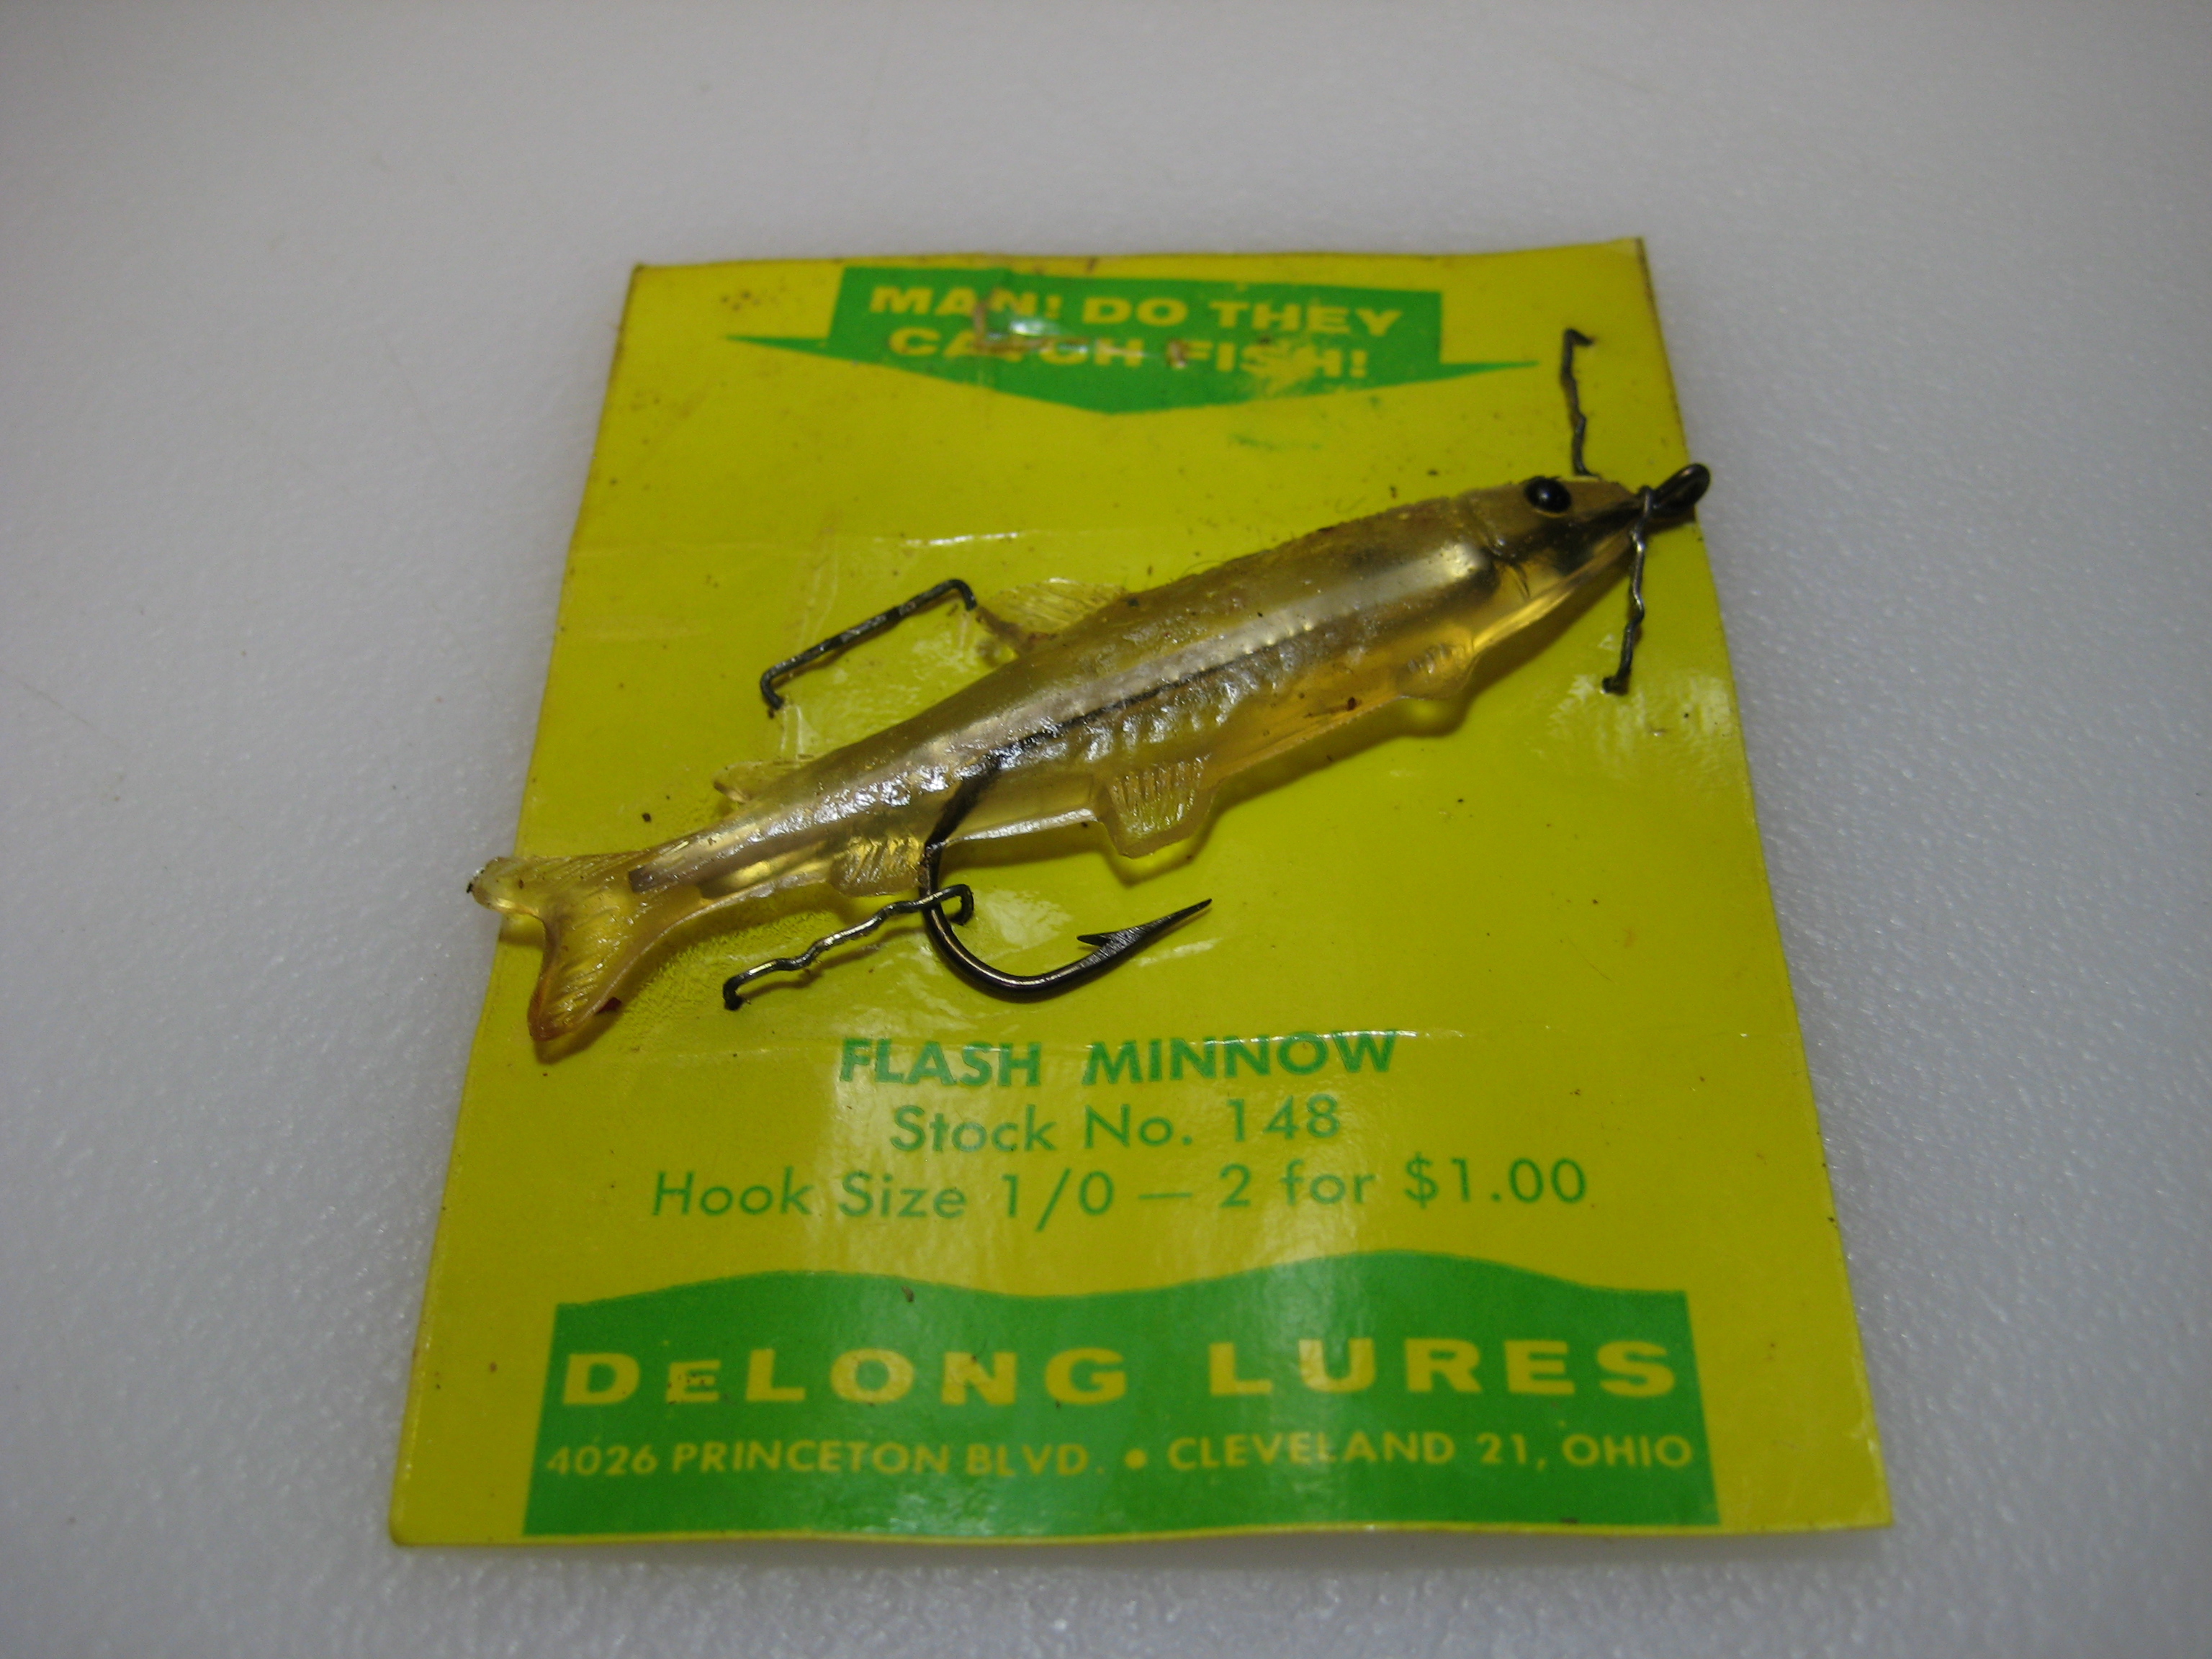 MAN! DO THEY
CATCH FISH!
FLASH MINNOW
Stock No. 148
Hook Size 1/0 — 2 for $1.00
DeLONG LURES
4026 PRINCETON BLVD. • CLEVELAND 21, OHIO